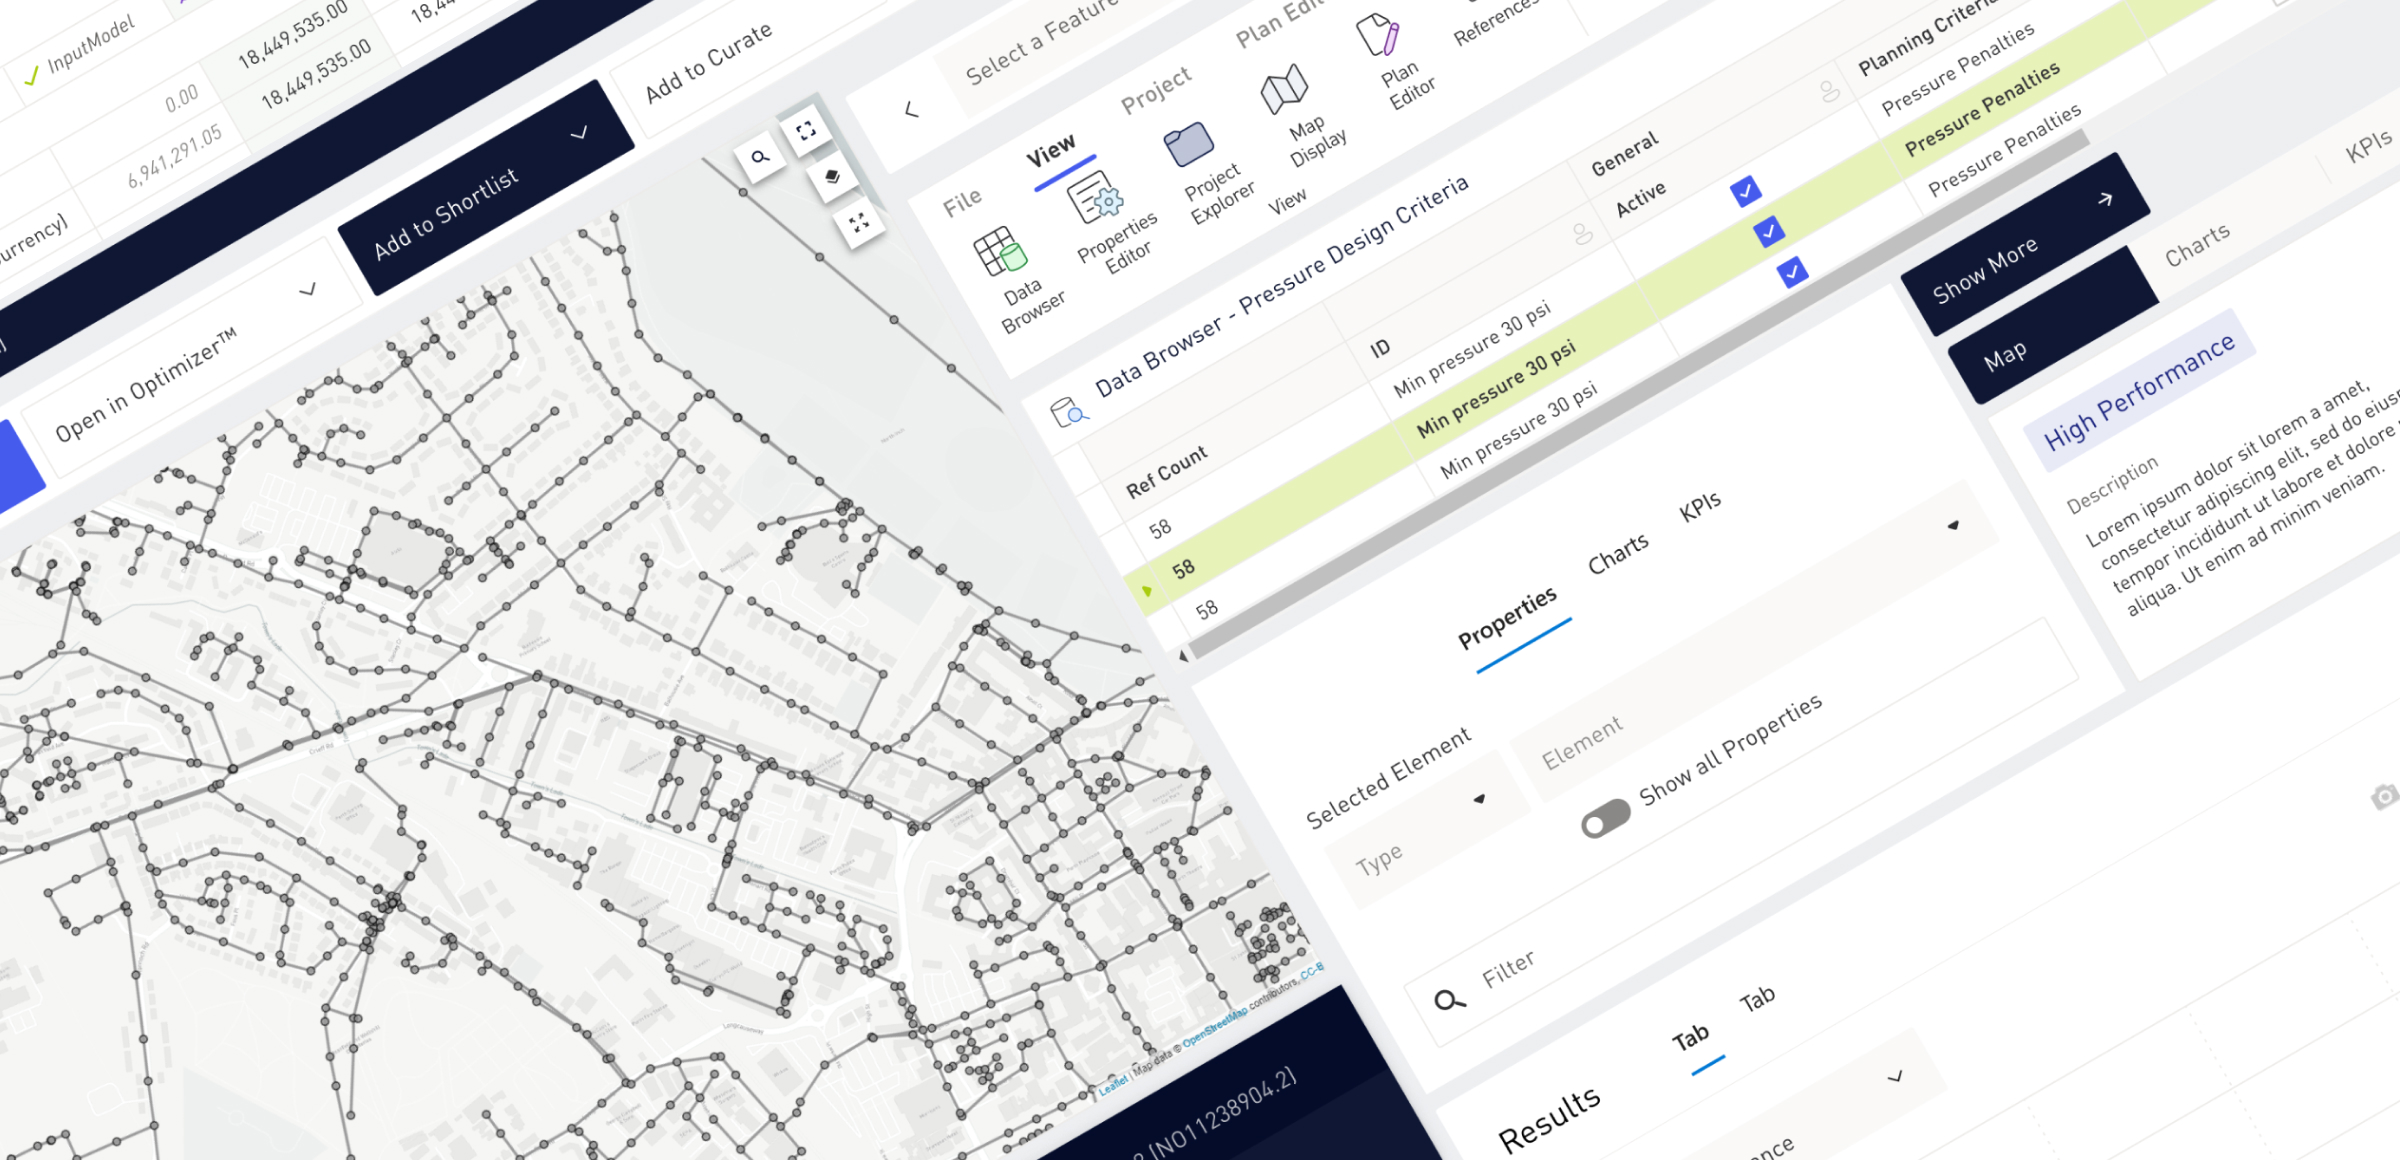 InputModel
0.00
18,449,535.00
6,941,291.05
18,449,535.00
18,44
urrency)
Open in Optimizer™
Add to Shortlist
Add to Curate
Select a Feature
File
View
Project
Plan Edit
Data
Browser
Properties
Editor
Project
Explorer
Map
Display
Plan
Editor
References
View
Data Browser - Pressure Design Criteria
General
Planning Criteria
Ref Count
ID
Active
58
Min pressure 30 psi
Pressure Penalties
58
Min pressure 30 psi
Pressure Penalties
58
Min pressure 30 psi
Pressure Penalties
Show More
Map
Charts
KPIs
High Performance
Description
Lorem ipsum dolor sit lorem a amet,
consectetur adipiscing elit, sed do eius
tempor incididunt ut labore et dolore
aliqua. Ut enim ad minim veniam.
Properties
Charts
KPIs
Selected Element
Type
Element
Show all Properties
Filter
Tab
Tab
Results
nce
Leaflet | Map data © OpenStreetMap contributors, CC-B
(NO11238904.2)